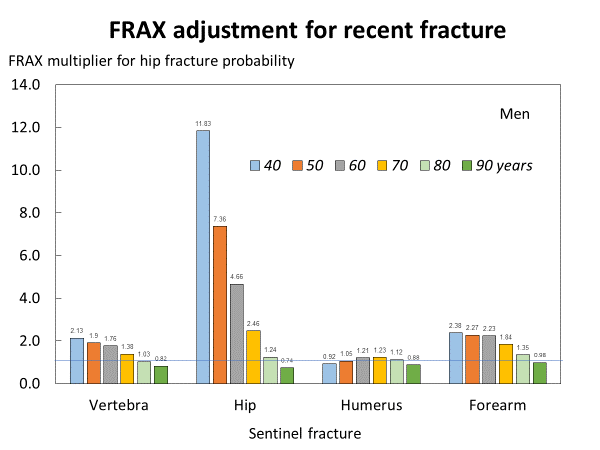 FRAX adjustment for recent fracture
FRAX multiplier for hip fracture probability
14.0
12.0
10.0
8.0
6.0
4.0
2.0
0.0
Men
40 50 60 70 80 90 years
2.13 1.9 1.76 1.38 1.03 0.82
11.83 7.36 4.66 2.46 1.24 0.74
0.92 1.05 1.21 1.23 1.12 0.88
2.38 2.27 2.23 1.84 1.35 0.98
Vertebra Hip Humerus Forearm
Sentinel fracture